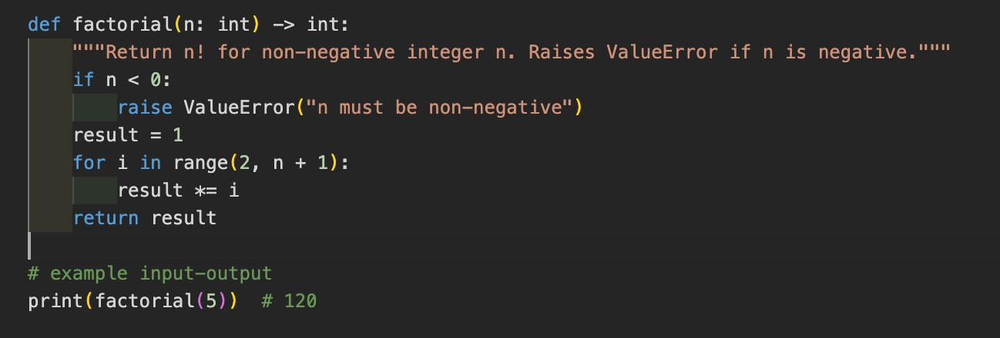 def factorial(n: int) -> int:
    """Return n! for non-negative integer n. Raises ValueError if n is negative."""
    if n < 0:
        raise ValueError("n must be non-negative")
    result = 1
    for i in range(2, n + 1):
        result *= i
    return result

# example input-output
print(factorial(5))  # 120